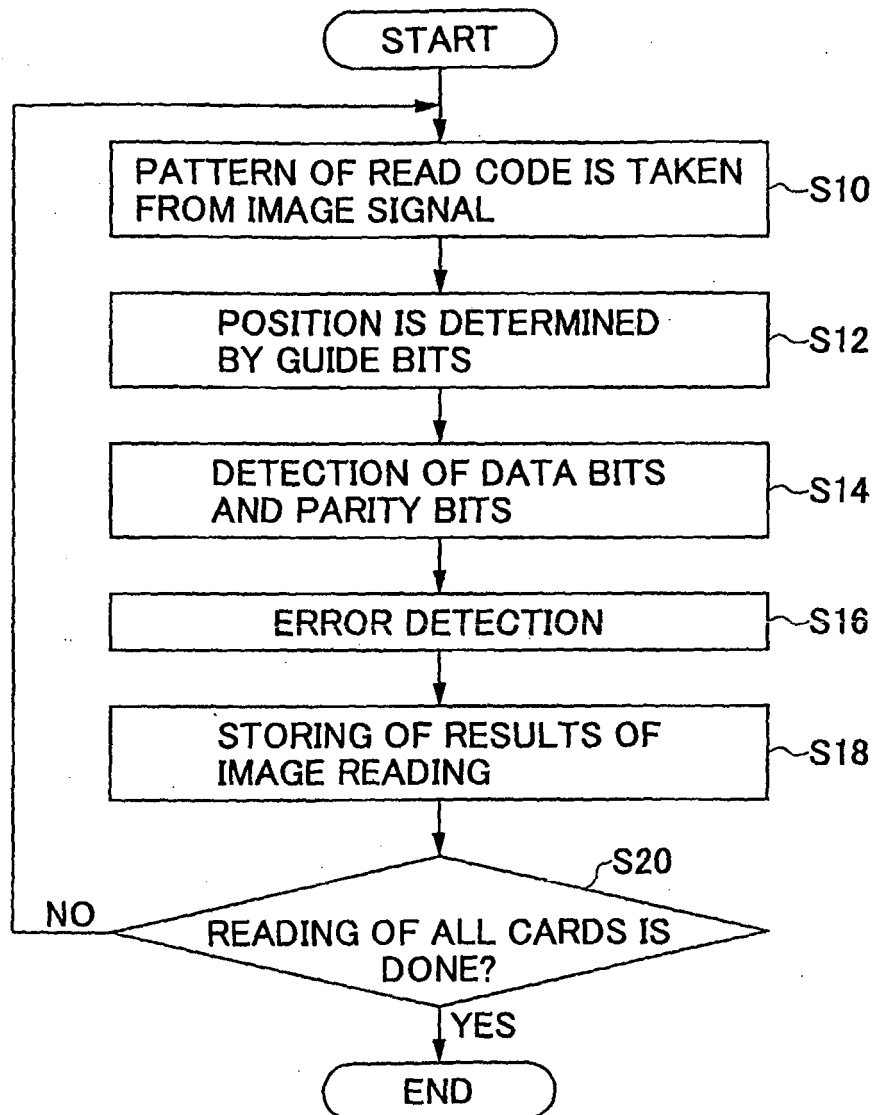 START
PATTERN OF READ CODE IS TAKEN
FROM IMAGE SIGNAL
S10
POSITION IS DETERMINED
BY GUIDE BITS
S12
DETECTION OF DATA BITS
AND PARITY BITS
S14
ERROR DETECTION
S16
STORING OF RESULTS OF
IMAGE READING
S18
S20
NO
READING OF ALL CARDS IS
DONE?
YES
END